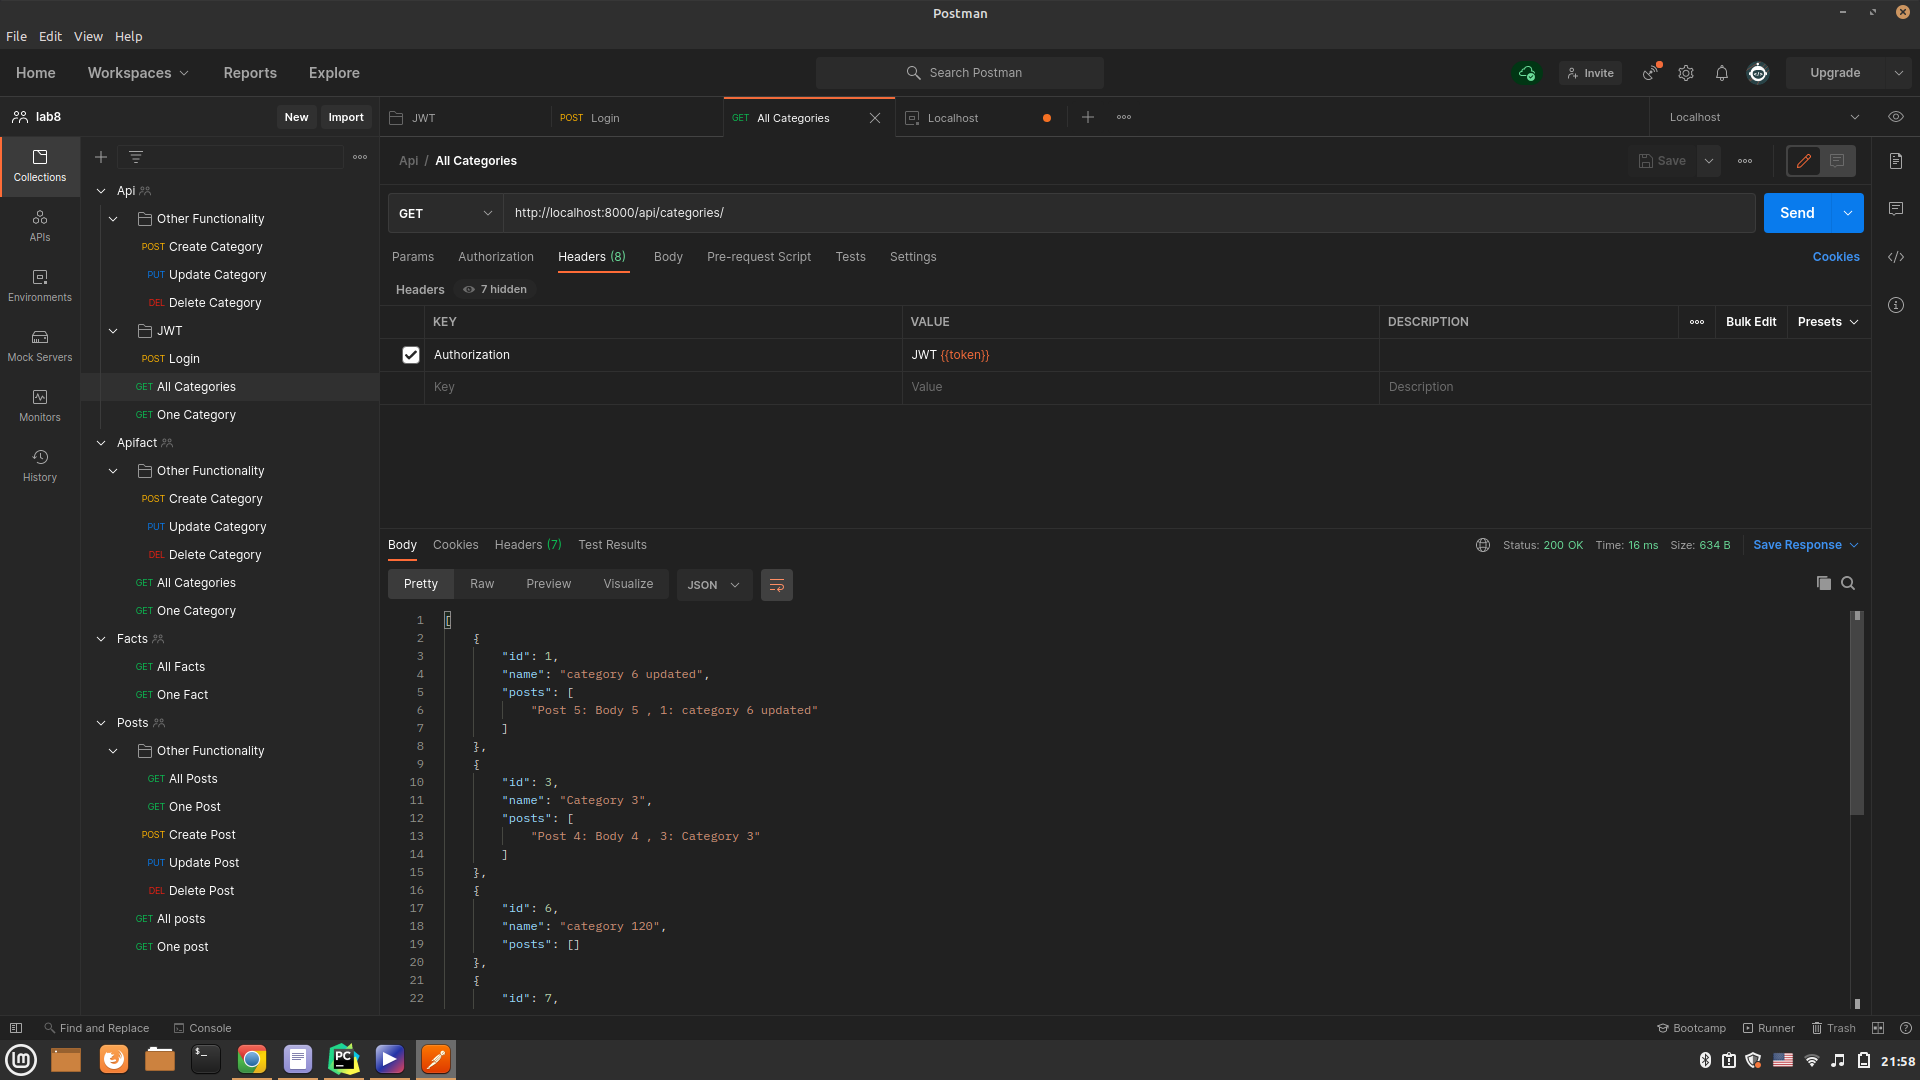 Postman
File Edit View Help
Home Workspaces Reports Explore Search Postman Invite Upgrade
lab8 New Import JWT POST Login GET All Categories Localhost Localhost
Collections
APIs
Environments
Mock Servers
Monitors
History
Api
Other Functionality
POST Create Category
PUT Update Category
DEL Delete Category
JWT
POST Login
GET All Categories
GET One Category
Apifact
Other Functionality
POST Create Category
PUT Update Category
DEL Delete Category
GET All Categories
GET One Category
Facts
GET All Facts
GET One Fact
Posts
Other Functionality
GET All Posts
GET One Post
POST Create Post
PUT Update Post
DEL Delete Post
GET All posts
GET One post
Api / All Categories Save
GET http://localhost:8000/api/categories/ Send
Params Authorization Headers (8) Body Pre-request Script Tests Settings Cookies
Headers 7 hidden
KEY VALUE DESCRIPTION Bulk Edit Presets
Authorization JWT {{token}}
Key Value Description
Body Cookies Headers (7) Test Results Status: 200 OK Time: 16 ms Size: 634 B Save Response
Pretty Raw Preview Visualize JSON
1 [
2 {
3 "id": 1,
4 "name": "category 6 updated",
5 "posts": [
6 "Post 5: Body 5 , 1: category 6 updated"
7 ]
8 },
9 {
10 "id": 3,
11 "name": "Category 3",
12 "posts": [
13 "Post 4: Body 4 , 3: Category 3"
14 ]
15 },
16 {
17 "id": 6,
18 "name": "category 120",
19 "posts": []
20 },
21 {
22 "id": 7,
Find and Replace Console Bootcamp Runner Trash
PC 21:58